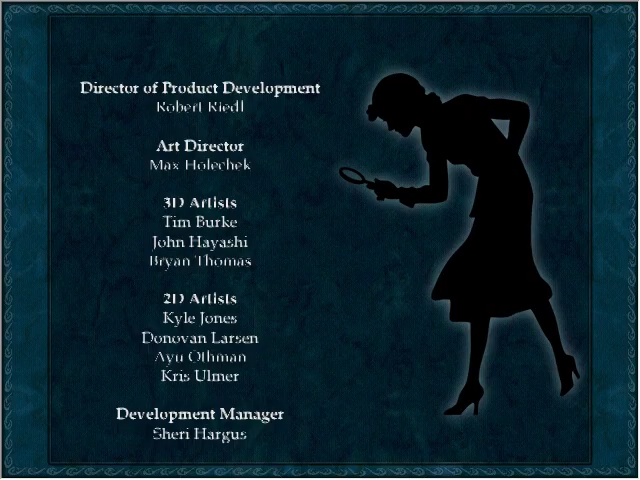 Director of Product Development
Robert Riedl
Art Director
Max Holechek
3D Artists
Tim Burke
John Hayashi
Bryan Thomas
2D Artists
Kyle Jones
Donovan Larsen
Ayu Othman
Kris Ulmer
Development Manager
Sheri Hargus